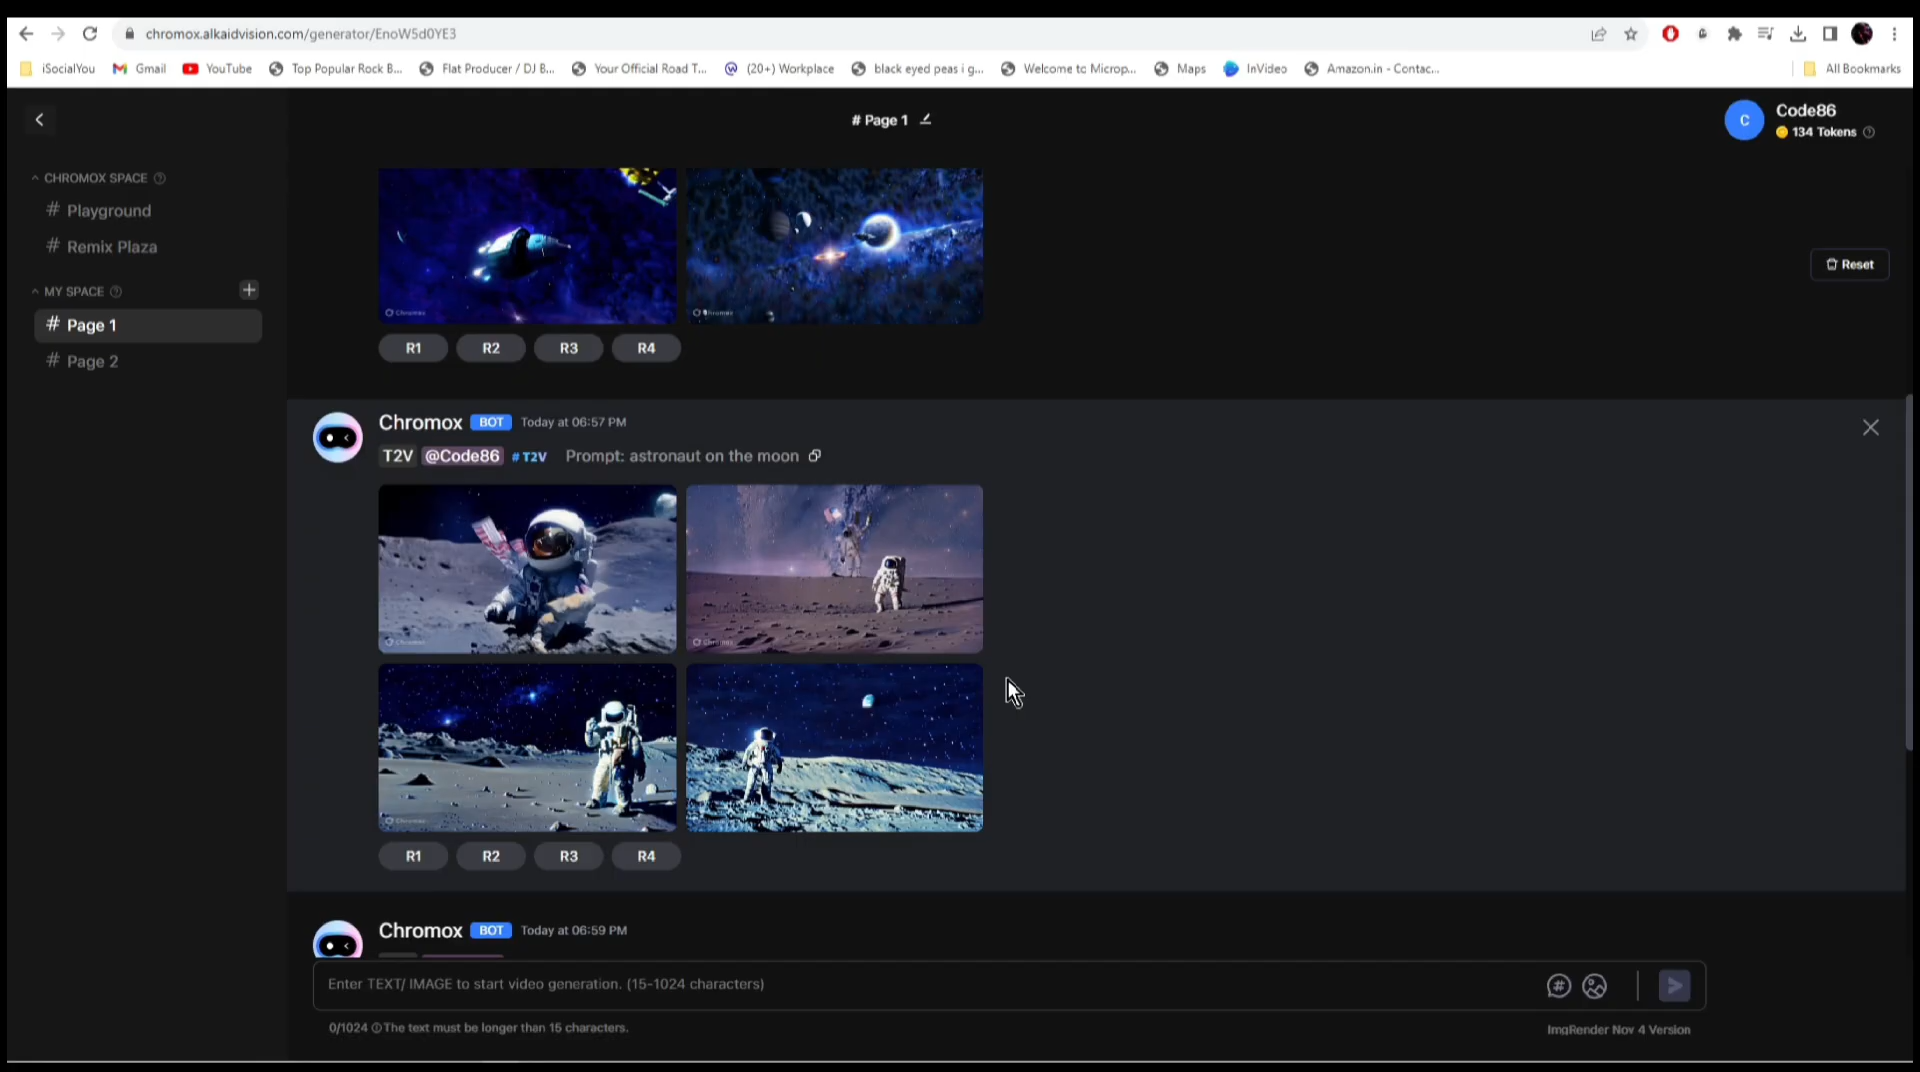 chromox.alkaidvision.com/generator/EnoW5d0YE3
iSocialYou
Gmail
YouTube
Top Popular Rock B...
Flat Producer / DJ B...
Your Official Road T...
(20+) Workplace
black eyed peas i g...
Welcome to Microp...
Maps
InVideo
Amazon.in - Contac...
All Bookmarks
# Page 1
C
Code86
134 Tokens
CHROMOX SPACE
# Playground
# Remix Plaza
MY SPACE
# Page 1
# Page 2
Reset
Chromox
Chromox
R1 R2 R3 R4
Chromox BOT Today at 06:57 PM
T2V @Code86 # T2V Prompt: astronaut on the moon
Chromox
Chromox
Chromox
R1 R2 R3 R4
Chromox BOT Today at 06:59 PM
Enter TEXT/ IMAGE to start video generation. (15-1024 characters)
0/1024 The text must be longer than 15 characters.
ImgRender Nov 4 Version